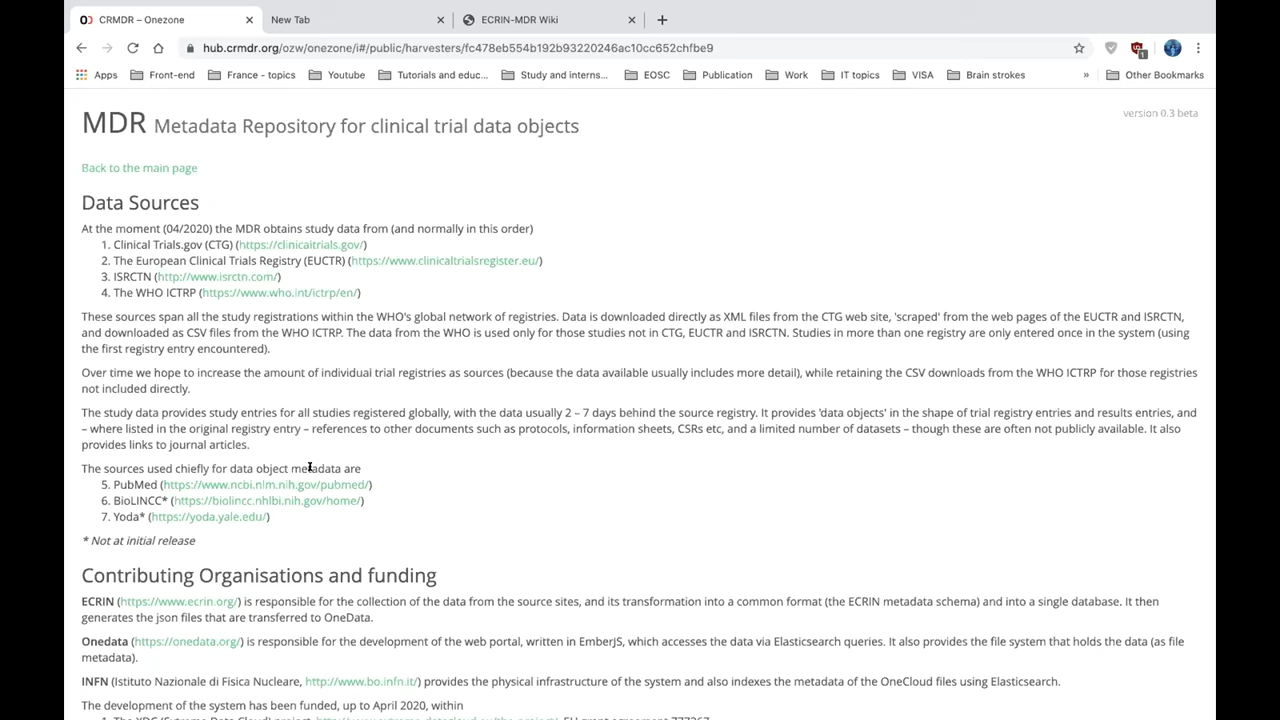 CRMDR – Onezone
New Tab
ECRIN-MDR Wiki
hub.crmdr.org/ozw/onezone/i#/public/harvesters/fc478eb554b192b93220246ac10cc652chfbe9
Apps Front-end France - topics Youtube Tutorials and educ... Study and interns... EOSC Publication Work IT topics VISA Brain strokes » Other Bookmarks
MDR Metadata Repository for clinical trial data objects
version 0.3 beta
Back to the main page
Data Sources
At the moment (04/2020) the MDR obtains study data from (and normally in this order)
1. Clinical Trials.gov (CTG) (https://clinicaitrials.gov/)
2. The European Clinical Trials Registry (EUCTR) (https://www.clinicaltrialsregister.eu/)
3. ISRCTN (http://www.isrctn.com/)
4. The WHO ICTRP (https://www.who.int/ictrp/en/)
These sources span all the study registrations within the WHO's global network of registries. Data is downloaded directly as XML files from the CTG web site, 'scraped' from the web pages of the EUCTR and ISRCTN,
and downloaded as CSV files from the WHO ICTRP. The data from the WHO is used only for those studies not in CTG, EUCTR and ISRCTN. Studies in more than one registry are only entered once in the system (using
the first registry entry encountered).
Over time we hope to increase the amount of individual trial registries as sources (because the data available usually includes more detail), while retaining the CSV downloads from the WHO ICTRP for those registries
not included directly.
The study data provides study entries for all studies registered globally, with the data usually 2 – 7 days behind the source registry. It provides 'data objects' in the shape of trial registry entries and results entries, and
– where listed in the original registry entry – references to other documents such as protocols, information sheets, CSRs etc, and a limited number of datasets – though these are often not publicly available. It also
provides links to journal articles.
The sources used chiefly for data object metadata are
5. PubMed (https://www.ncbi.nlm.nih.gov/pubmed/)
6. BioLINCC* (https://biolincc.nhlbi.nih.gov/home/)
7. Yoda* (https://yoda.yale.edu/)
* Not at initial release
Contributing Organisations and funding
ECRIN (https://www.ecrin.org/) is responsible for the collection of the data from the source sites, and its transformation into a common format (the ECRIN metadata schema) and into a single database. It then
generates the json files that are transferred to OneData.
Onedata (https://onedata.org/) is responsible for the development of the web portal, written in EmberJS, which accesses the data via Elasticsearch queries. It also provides the file system that holds the data (as file
metadata).
INFN (Istituto Nazionale di Fisica Nucleare, http://www.bo.infn.it/) provides the physical infrastructure of the system and also indexes the metadata of the OneCloud files using Elasticsearch.
The development of the system has been funded, up to April 2020, within